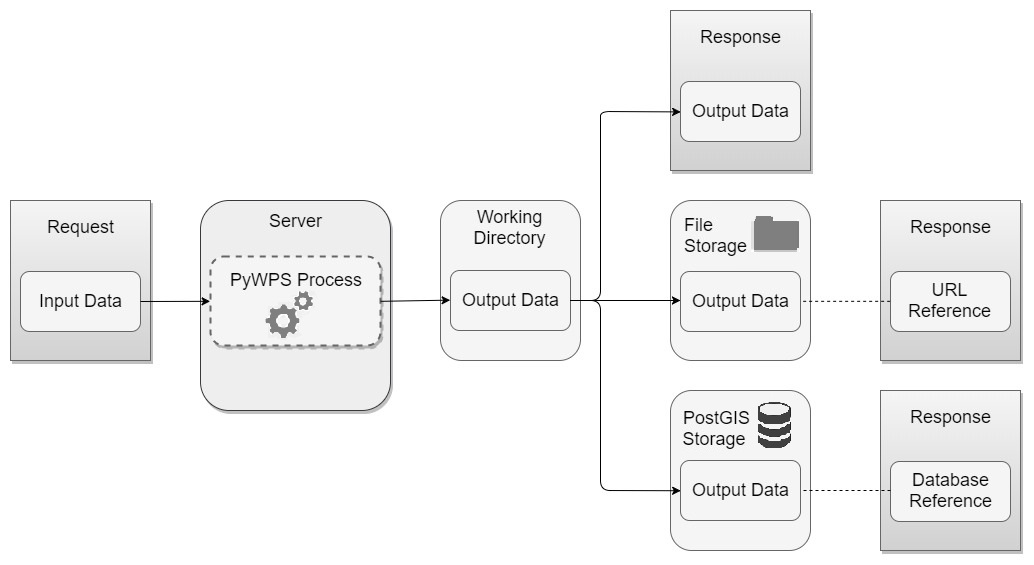 Request
Input Data
Server
PyWPS Process
Working
Directory
Output Data
Response
Output Data
File
Storage
Output Data
Response
URL
Reference
PostGIS
Storage
Output Data
Response
Database
Reference